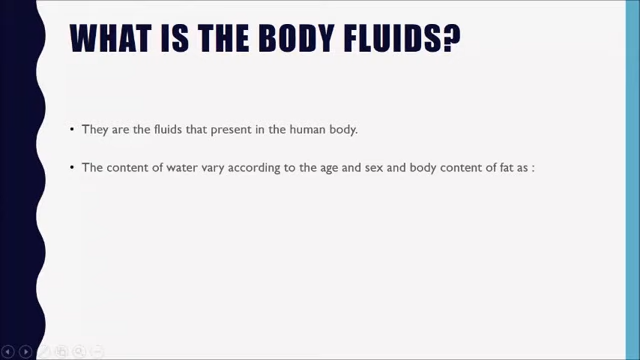 WHAT IS THE BODY FLUIDS?
• They are the fluids that present in the human body.
• The content of water vary according to the age and sex and body content of fat as :